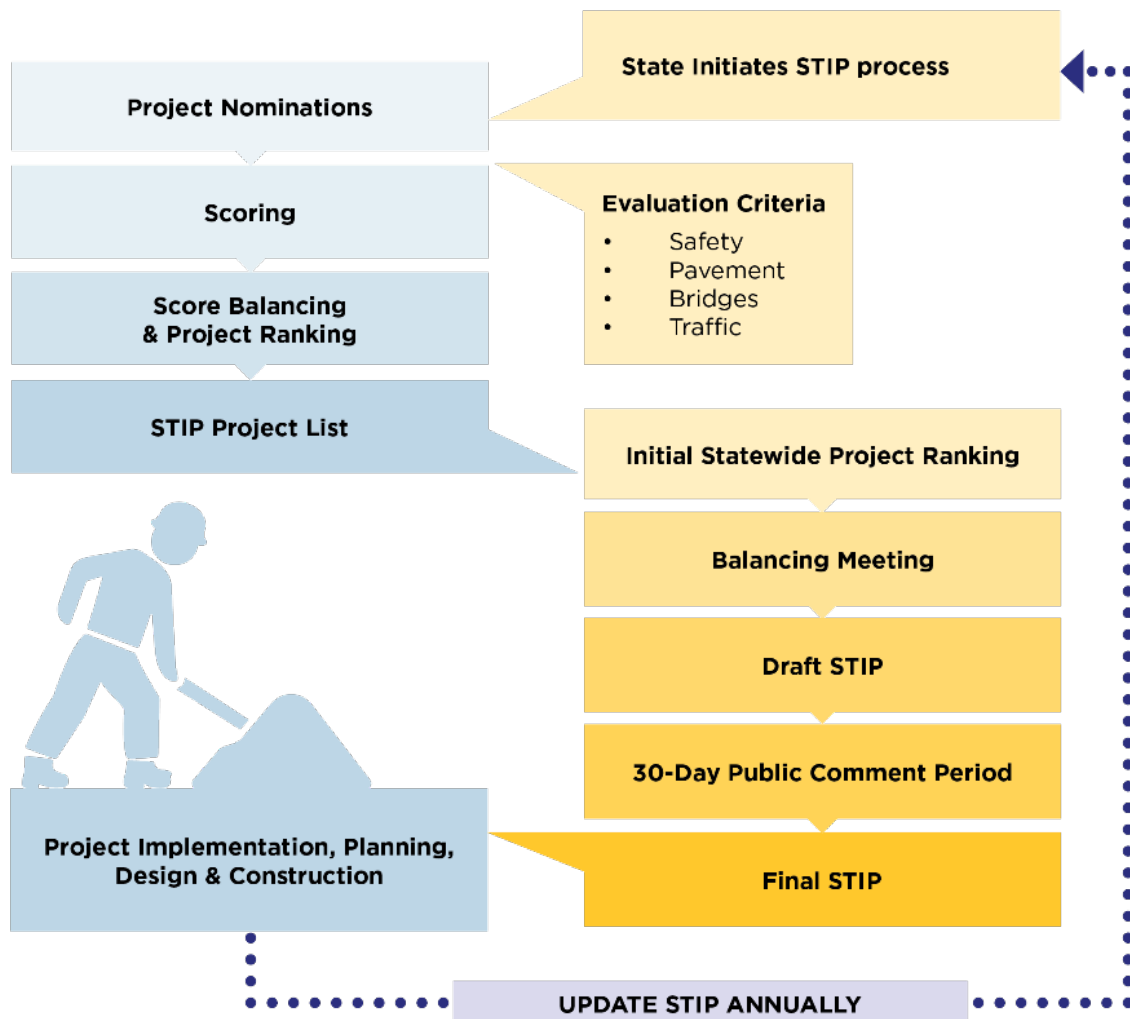 State Initiates STIP process
Project Nominations
Scoring
Evaluation Criteria
• Safety
• Pavement
• Bridges
• Traffic
Score Balancing
& Project Ranking
STIP Project List
Initial Statewide Project Ranking
Balancing Meeting
Draft STIP
30-Day Public Comment Period
Final STIP
Project Implementation, Planning,
Design & Construction
UPDATE STIP ANNUALLY